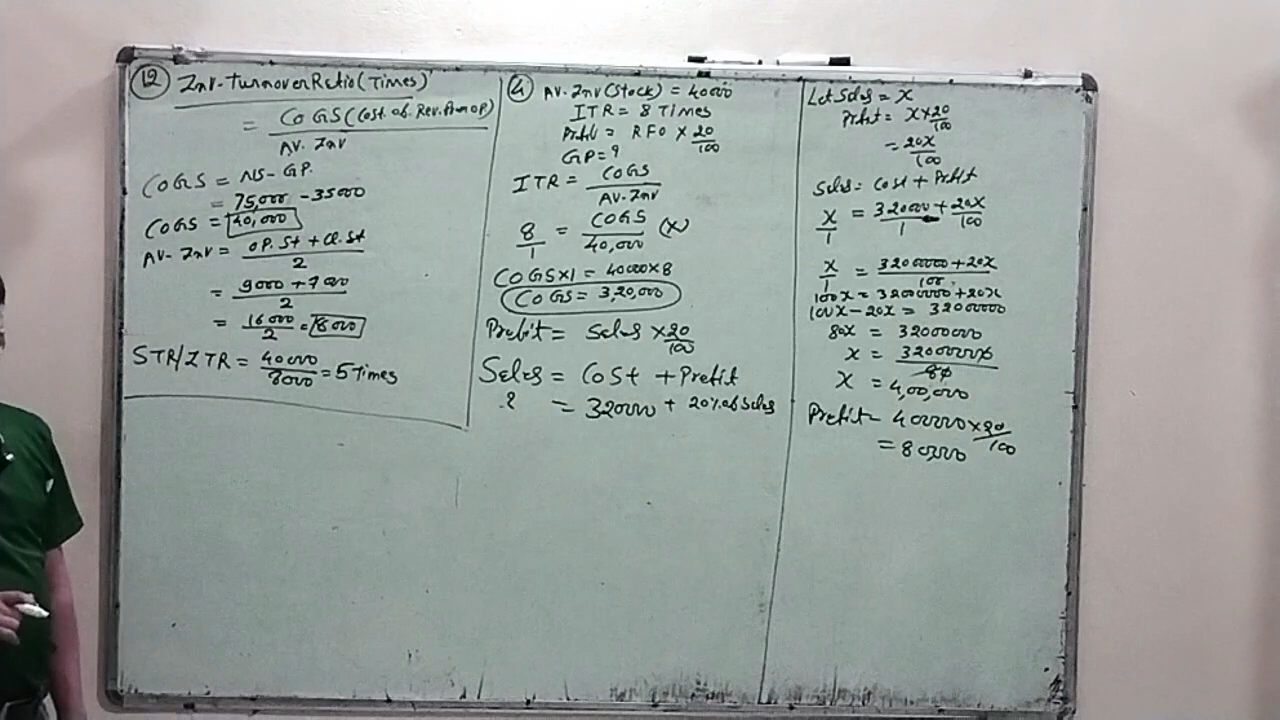 12 Inv-Turnover Ratio (Times)
= COGS (Cost. of. Rev. From OP)
AV. Inv
COGS = NS - GP.
= 75,000 - 35000
COGS = 40,000
AV- Inv = OP. St + Cl. St
2
= 9000 + 7000
2
= 16000 = 8000
2
STR/ITR = 40000 = 5 Times
8000
4 AV. Inv (Stock) = 40000
ITR = 8 Times
Profit = RFO × 20
100
GP = ?
ITR = COGS
AV-Inv
8 = COGS (x)
1 40,000
COGS×1 = 40000×8
COGS = 3,20,000
Profit = Sales × 20
100
Sales = Cost + Profit
? = 320000 + 20% of Sales
Let Sales = x
Profit = x × 20
100
= 20x
100
Sales = Cost + Profit
x = 320000 + 20x
1 1 100
x = 32000000 + 20x
1 100
100x = 32000000 + 20x
100x - 20x = 32000000
80x = 32000000
x = 32000000
80
x = 4,00,000
Profit = 400000 × 20
100
= 80,000